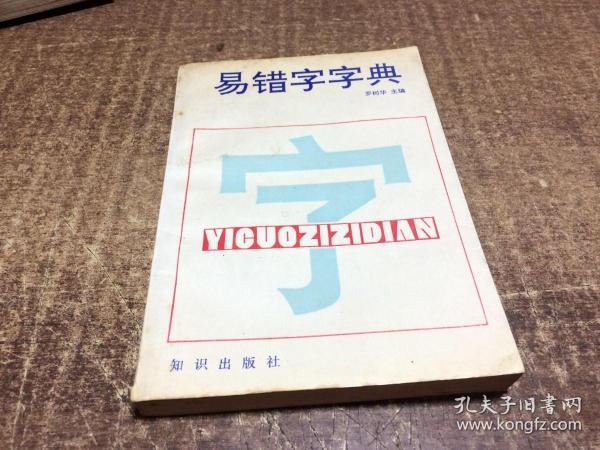 易错字字典
罗树华 主编
字
YICUOZIZIDIAN
知识出版社
孔夫子旧书网
www.kongfz.com